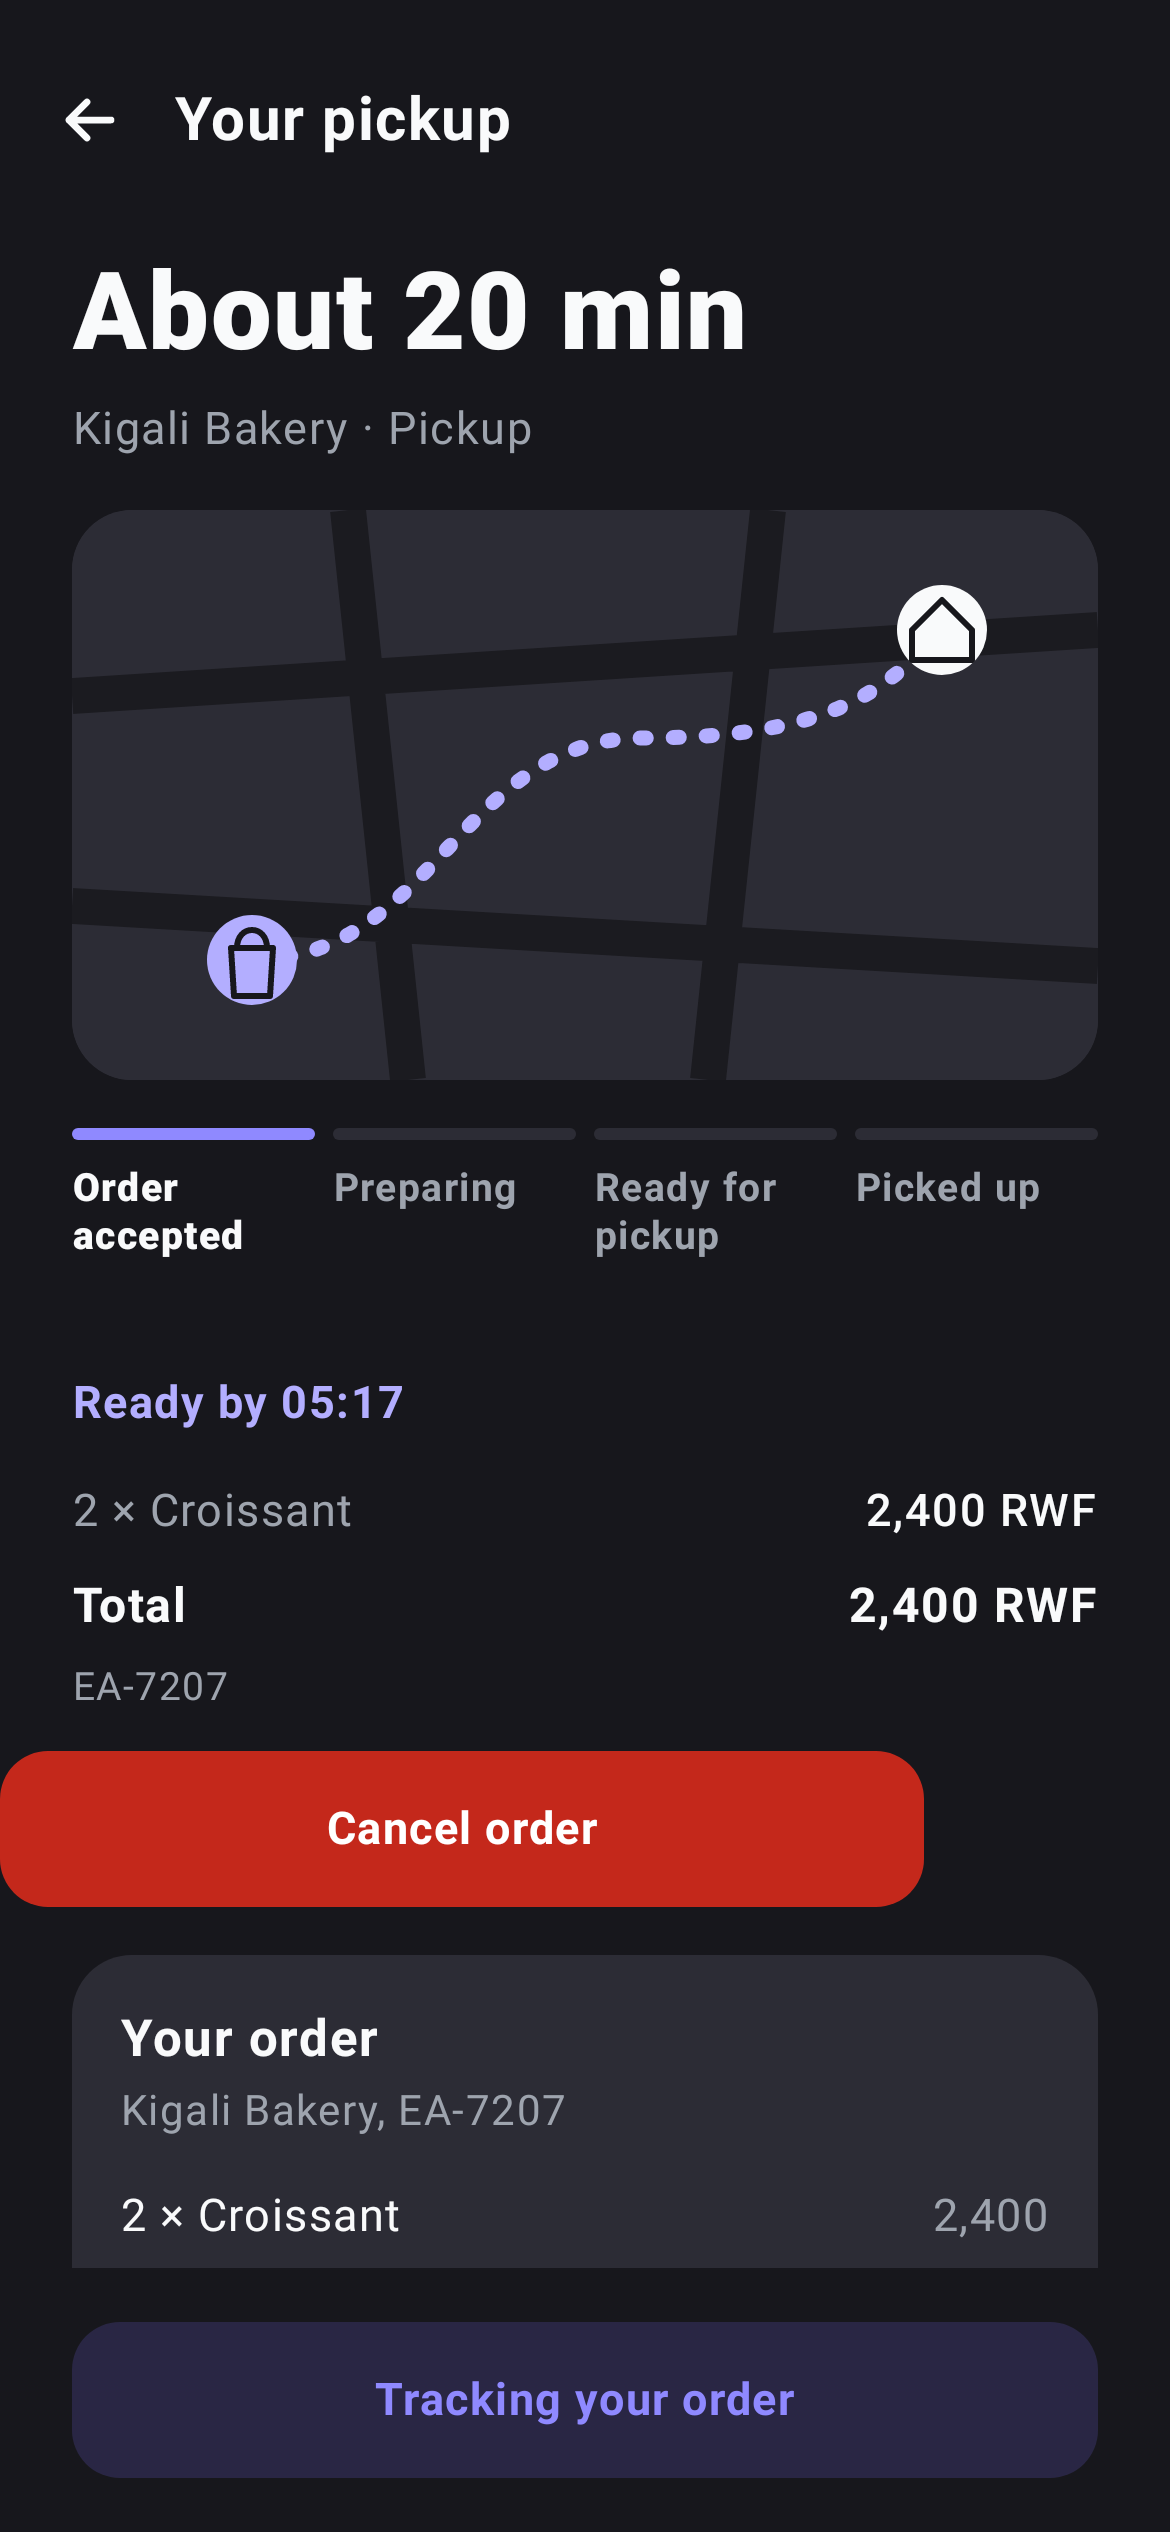 Your pickup
About 20 min
Kigali Bakery · Pickup
Order accepted
Preparing
Ready for pickup
Picked up
Ready by 05:17
2 × Croissant 2,400 RWF
Total 2,400 RWF
EA-7207
Cancel order
Your order
Kigali Bakery, EA-7207
2 × Croissant 2,400
Tracking your order